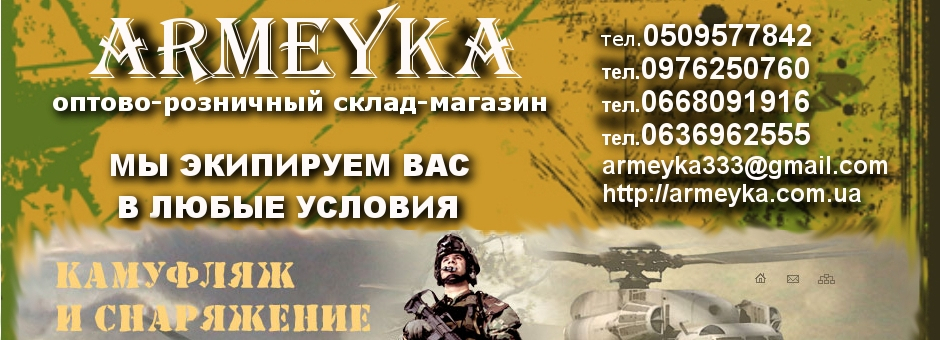 ARMEYKA
оптово-розничный склад-магазин
МЫ ЭКИПИРУЕМ ВАС
В ЛЮБЫЕ УСЛОВИЯ
тел.0509577842
тел.0976250760
тел.0668091916
тел.0636962555
armeyka333@gmail.com
http://armeyka.com.ua
КАМУФЛЯЖ
И СНАРЯЖЕНИЕ